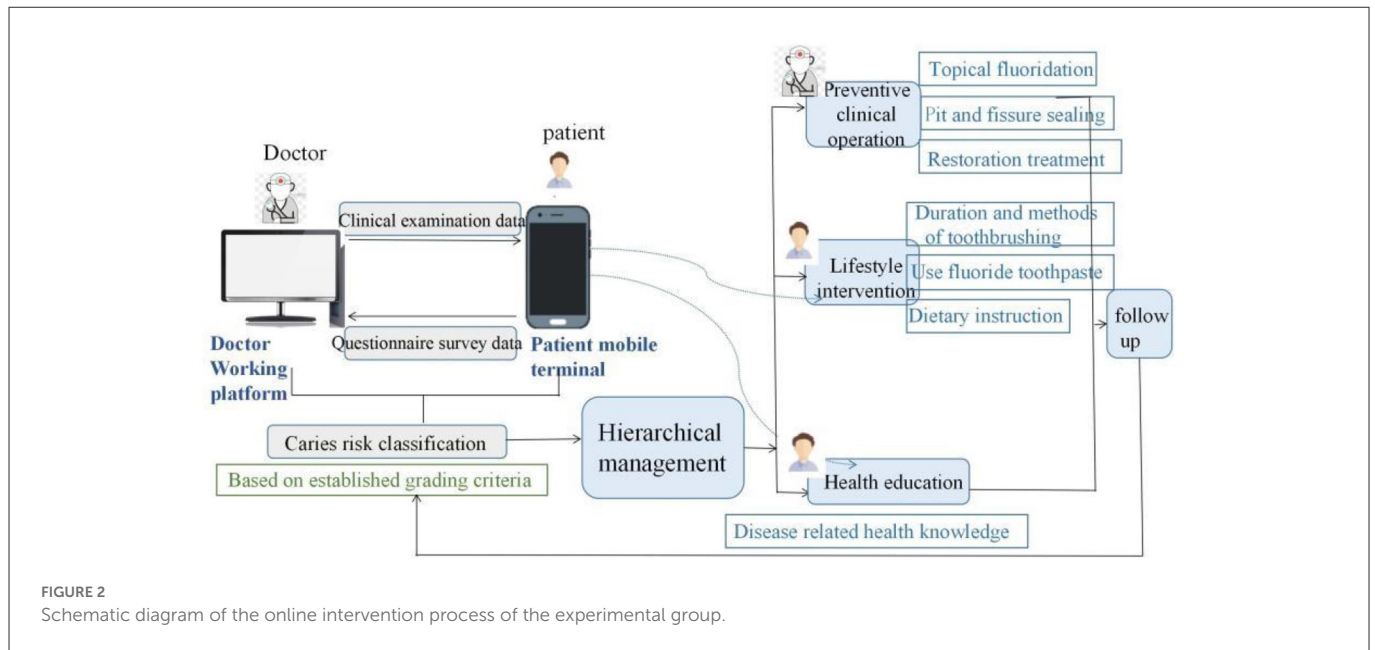 Doctor
patient
Clinical examination data
Questionnaire survey data
Doctor
Working
platform
Patient mobile
terminal
Caries risk classification
Based on established grading criteria
Hierarchical
management
Preventive
clinical
operation
Topical fluoridation
Pit and fissure sealing
Restoration treatment
Lifestyle
intervention
Duration and methods
of toothbrushing
Use fluoride toothpaste
Dietary instruction
Health education
Disease related health knowledge
follow
up
FIGURE 2
Schematic diagram of the online intervention process of the experimental group.